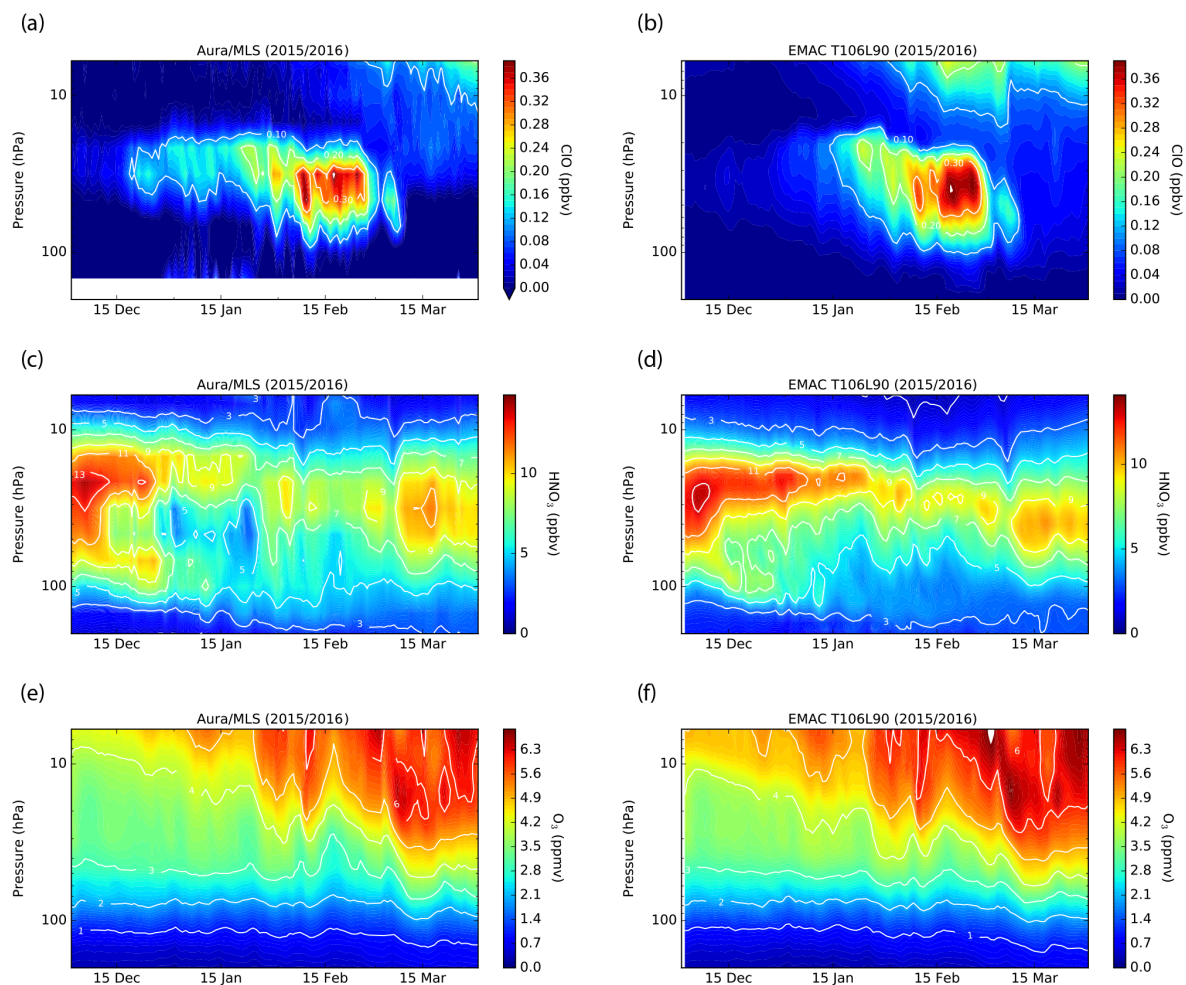 (a)
(b)
Aura/MLS (2015/2016)
EMAC T106L90 (2015/2016)
Pressure (hPa)
10
100
0.10
0.20
0.30
15 Dec
15 Jan
15 Feb
15 Mar
0.36
0.32
0.28
0.24
0.20
0.16
0.12
0.08
0.04
0.00
ClO (ppbv)
Pressure (hPa)
10
100
0.10
0.30
0.20
15 Dec
15 Jan
15 Feb
15 Mar
0.36
0.32
0.28
0.24
0.20
0.16
0.12
0.08
0.04
0.00
ClO (ppbv)
(c)
(d)
Aura/MLS (2015/2016)
EMAC T106L90 (2015/2016)
Pressure (hPa)
10
100
3
3
5
11
13
7
9
9
5
7
9
5
5
3
15 Dec
15 Jan
15 Feb
15 Mar
10
5
0
HNO₃ (ppbv)
Pressure (hPa)
10
100
3
5
11
9
9
9
7
5
3
15 Dec
15 Jan
15 Feb
15 Mar
10
5
0
HNO₃ (ppbv)
(e)
(f)
Aura/MLS (2015/2016)
EMAC T106L90 (2015/2016)
Pressure (hPa)
10
100
4
6
3
2
1
15 Dec
15 Jan
15 Feb
15 Mar
6.3
5.6
4.9
4.2
3.5
2.8
2.1
1.4
0.7
0.0
O₃ (ppmv)
Pressure (hPa)
10
100
6
4
3
2
1
15 Dec
15 Jan
15 Feb
15 Mar
6.3
5.6
4.9
4.2
3.5
2.8
2.1
1.4
0.7
0.0
O₃ (ppmv)